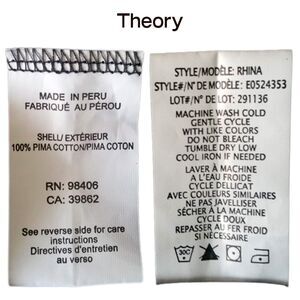 Theory
MADE IN PERU
FABRIQUÉ AU PÉROU
SHELL/ EXTÉRIEUR
100% PIMA COTTON/PIMA COTON
RN: 98406
CA: 39862
See reverse side for care
instructions
Directives d'entretien
au verso
STYLE/MODÈLE: RHINA
STYLE#/N° DE MODÈLE: E0524353
LOT#/N° DE LOT: 291136
MACHINE WASH COLD
GENTLE CYCLE
WITH LIKE COLORS
DO NOT BLEACH
TUMBLE DRY LOW
COOL IRON IF NEEDED
LAVER À LA MACHINE
À L'EAU FROIDE
CYCLE DÉLICAT
AVEC COULEURS SIMILAIRES
NE PAS JAVELLISER
SÉCHER À LA MACHINE
CYCLE DOUX
REPASSER AU FER FROID
SI NÉCESSAIRE
30C